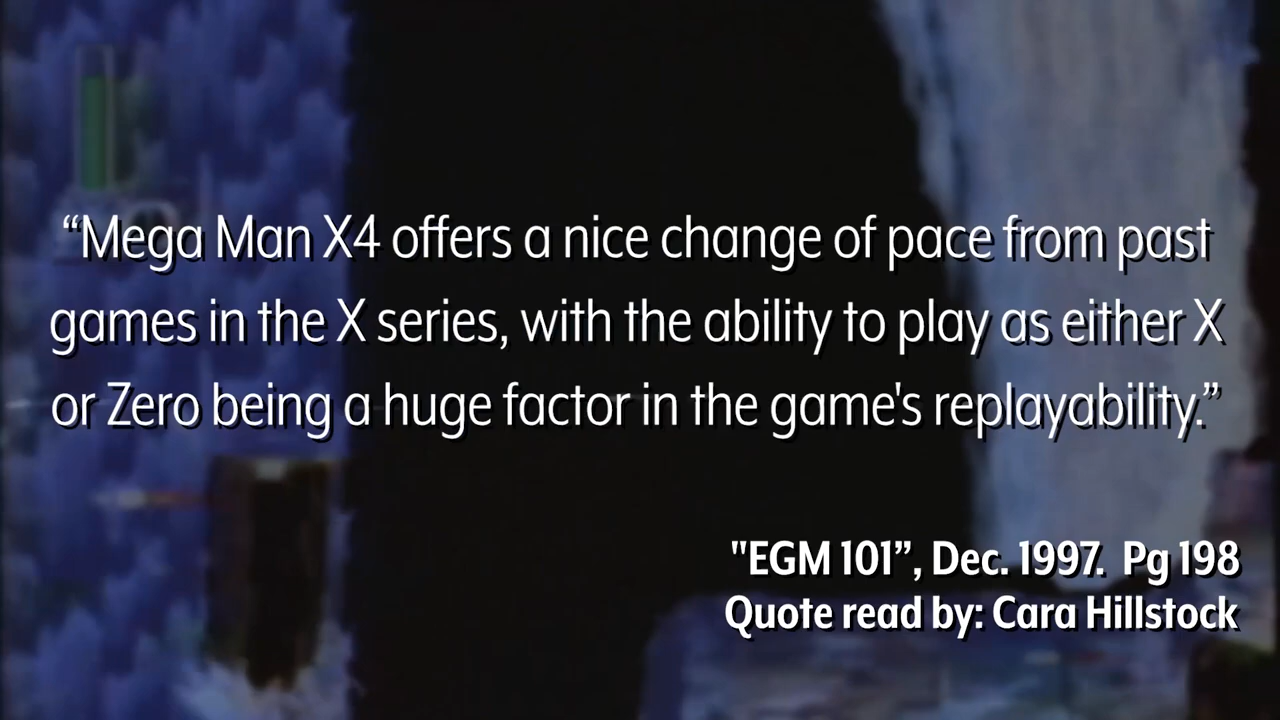 “Mega Man X4 offers a nice change of pace from past
games in the X series, with the ability to play as either X
or Zero being a huge factor in the game's replayability.”
"EGM 101”, Dec. 1997.  Pg 198
Quote read by: Cara Hillstock